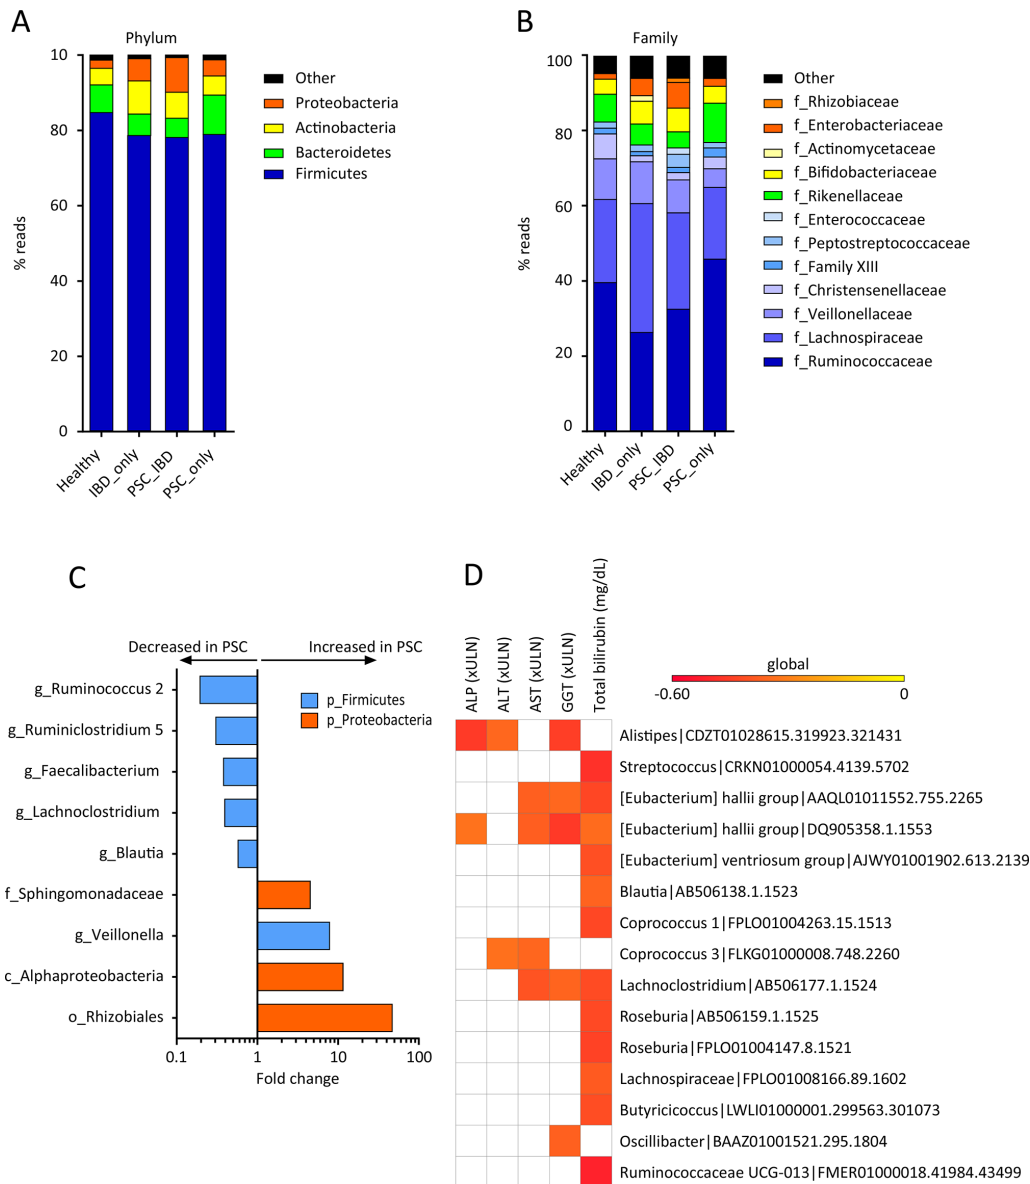 A
Phylum
10
80
60
40
20
0
% reads
Healthy
IBD_only
PSC_IBD
PSC_only
Other
Proteobacteria
Actinobacteria
Bacteroidetes
Firmicutes
B
Family
100
80
60
40
20
0
% reads
Healthy
IBD_only
PSC_IBD
PSC_only
Other
f_Rhizobiaceae
f_Enterobacteriaceae
f_Actinomycetaceae
f_Bifidobacteriaceae
f_Rikenellaceae
f_Enterococcaceae
f_Peptostreptococcaceae
f_Family XIII
f_Christensenellaceae
f_Veillonellaceae
f_Lachnospiraceae
f_Ruminococcaceae
C
Decreased in PSC
Increased in PSC
p_Firmicutes
p_Proteobacteria
g_Ruminococcus 2
g_Ruminiclostridium 5
g_Faecalibacterium
g_Lachnoclostridium
g_Blautia
f_Sphingomonadaceae
g_Veillonella
c_Alphaproteobacteria
o_Rhizobiales
0.1 1 10 100
Fold change
D
ALP (xULN)
ALT (xULN)
AST (xULN)
GGT (xULN)
Total bilirubin (mg/dL)
global
-0.60 0
Alistipes|CDZT01028615.319923.321431
Streptococcus|CRKN01000054.4139.5702
[Eubacterium] hallii group|AAQL01011552.755.2265
[Eubacterium] hallii group|DQ905358.1.1553
[Eubacterium] ventriosum group|AJWY01001902.613.2139
Blautia|AB506138.1.1523
Coprococcus 1|FPLO01004263.15.1513
Coprococcus 3|FLKG01000008.748.2260
Lachnoclostridium|AB506177.1.1524
Roseburia|AB506159.1.1525
Roseburia|FPLO01004147.8.1521
Lachnospiraceae|FPLO01008166.89.1602
Butyricicoccus|LWLI01000001.299563.301073
Oscillibacter|BAAZ01001521.295.1804
Ruminococcaceae UCG-013|FMER01000018.41984.43499